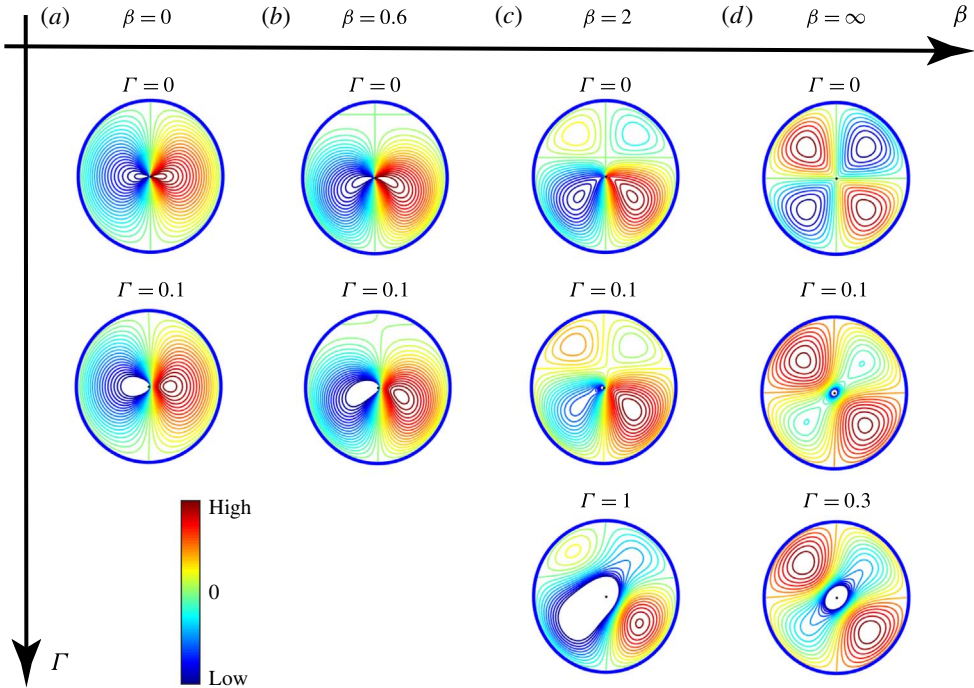 (a) β = 0 (b) β = 0.6 (c) β = 2 (d) β = ∞ β
Γ = 0 Γ = 0 Γ = 0 Γ = 0
Γ = 0.1 Γ = 0.1 Γ = 0.1 Γ = 0.1
Γ = 1 Γ = 0.3
High
0
Low
Γ